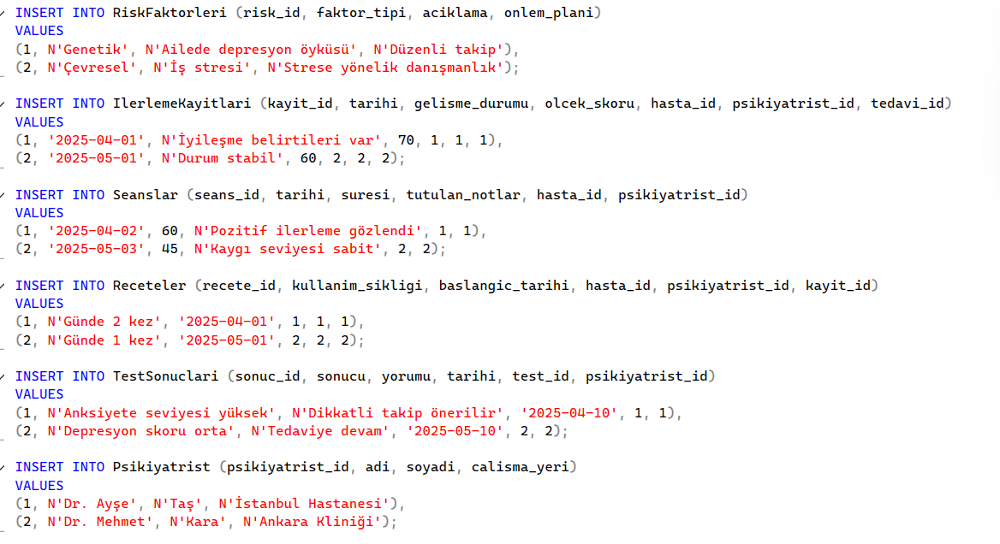 INSERT INTO RiskFaktorleri (risk_id, faktor_tipi, aciklama, onlem_plani)
VALUES
(1, N'Genetik', N'Ailede depresyon öyküsü', N'Düzenli takip'),
(2, N'Çevresel', N'İş stresi', N'Strese yönelik danışmanlık');
INSERT INTO IlerlemeKayitlari (kayit_id, tarihi, gelisme_durumu, olcek_skoru, hasta_id, psikiyatrist_id, tedavi_id)
VALUES
(1, '2025-04-01', N'İyileşme belirtileri var', 70, 1, 1, 1),
(2, '2025-05-01', N'Durum stabil', 60, 2, 2, 2);
INSERT INTO Seanslar (seans_id, tarihi, suresi, tutulan_notlar, hasta_id, psikiyatrist_id)
VALUES
(1, '2025-04-02', 60, N'Pozitif ilerleme gözlendi', 1, 1),
(2, '2025-05-03', 45, N'Kaygı seviyesi sabit', 2, 2);
INSERT INTO Receteler (recete_id, kullanim_sikligi, baslangic_tarihi, hasta_id, psikiyatrist_id, kayit_id)
VALUES
(1, N'Günde 2 kez', '2025-04-01', 1, 1, 1),
(2, N'Günde 1 kez', '2025-05-01', 2, 2, 2);
INSERT INTO TestSonuclari (sonuc_id, sonucu, yorumu, tarihi, test_id, psikiyatrist_id)
VALUES
(1, N'Anksiyete seviyesi yüksek', N'Dikkatli takip önerilir', '2025-04-10', 1, 1),
(2, N'Depresyon skoru orta', N'Tedaviye devam', '2025-05-10', 2, 2);
INSERT INTO Psikiyatrist (psikiyatrist_id, adi, soyadi, calisma_yeri)
VALUES
(1, N'Dr. Ayşe', N'Taş', N'İstanbul Hastanesi'),
(2, N'Dr. Mehmet', N'Kara', N'Ankara Kliniği');